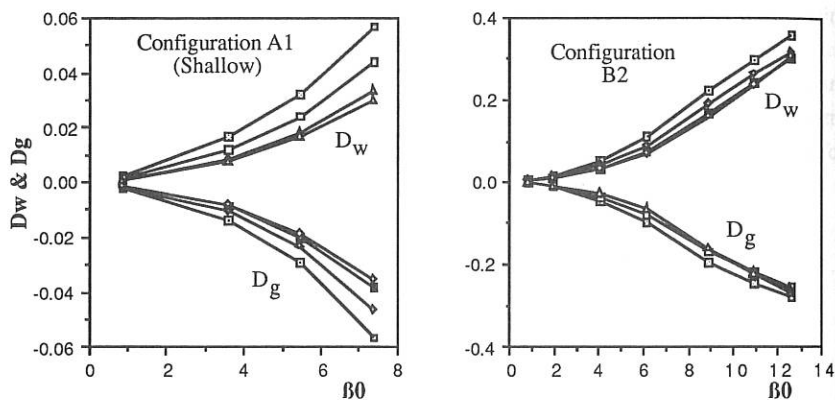 0.06
0.04
0.02
0.00
-0.02
-0.04
-0.06
Dw & Dg
Configuration A1
(Shallow)
Dw
Dg
0 2 4 6 8
ß0
0.4
0.2
0.0
-0.2
-0.4
Configuration
B2
Dw
Dg
0 2 4 6 8 10 12 14
ß0